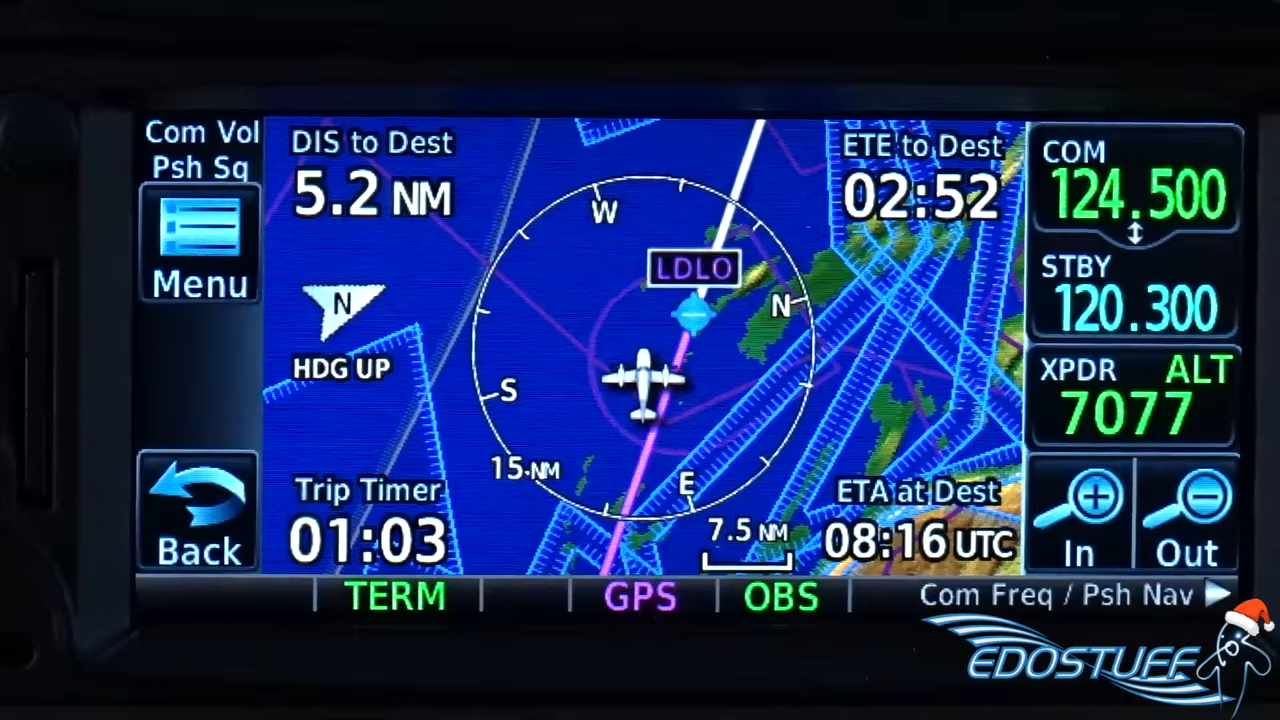 Com Vol
Psh Sq
Menu
Back
DIS to Dest
5.2 NM
N
HDG UP
Trip Timer
01:03
W
S
N
E
LDLO
15 NM
7.5 NM
ETE to Dest
02:52
ETA at Dest
08:16 UTC
COM
124.500
STBY
120.300
XPDR ALT
7077
In
Out
TERM
GPS
OBS
Com Freq / Psh Nav
EDOSTUFF